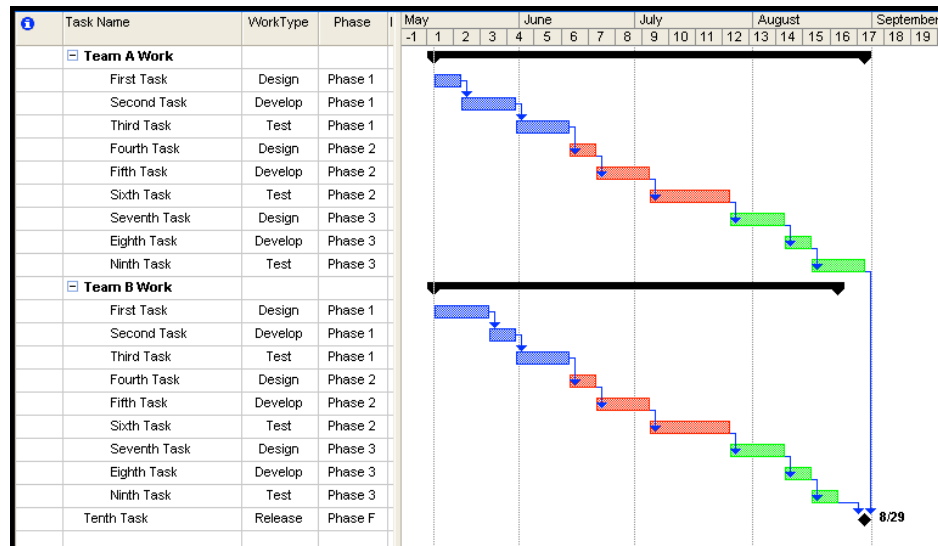 Task Name WorkType Phase I May June July August September
-1 1 2 3 4 5 6 7 8 9 10 11 12 13 14 15 16 17 18 19
Team A Work
First Task Design Phase 1
Second Task Develop Phase 1
Third Task Test Phase 1
Fourth Task Design Phase 2
Fifth Task Develop Phase 2
Sixth Task Test Phase 2
Seventh Task Design Phase 3
Eighth Task Develop Phase 3
Ninth Task Test Phase 3
Team B Work
First Task Design Phase 1
Second Task Develop Phase 1
Third Task Test Phase 1
Fourth Task Design Phase 2
Fifth Task Develop Phase 2
Sixth Task Test Phase 2
Seventh Task Design Phase 3
Eighth Task Develop Phase 3
Ninth Task Test Phase 3
Tenth Task Release Phase F 8/29